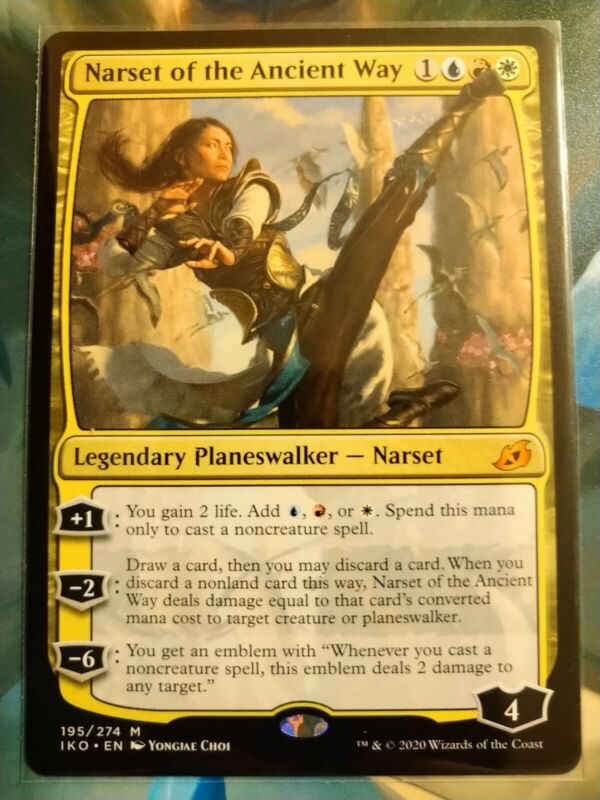 Narset of the Ancient Way 1
Legendary Planeswalker — Narset
+1 : You gain 2 life. Add , , or . Spend this mana
only to cast a noncreature spell.
Draw a card, then you may discard a card. When you
−2 : discard a nonland card this way, Narset of the Ancient
Way deals damage equal to that card's converted
mana cost to target creature or planeswalker.
−6 : You get an emblem with “Whenever you cast a
noncreature spell, this emblem deals 2 damage to
any target.”
4
195/274 M
IKO • EN Yongjae Choi
™ & © 2020 Wizards of the Coast